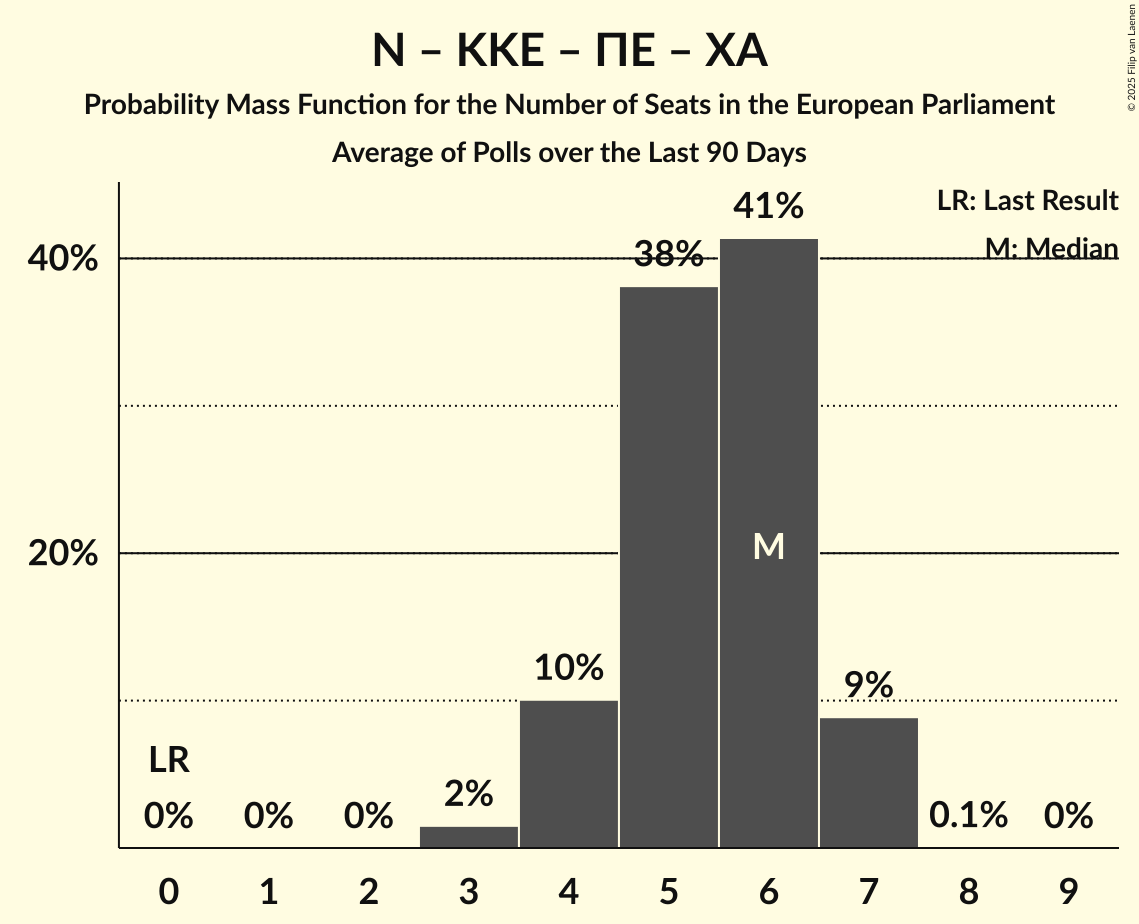 Ν – ΚΚΕ – ΠΕ – ΧΑ
Probability Mass Function for the Number of Seats in the European Parliament
Average of Polls over the Last 90 Days
© 2025 Filip van Laenen
LR: Last Result
M: Median
41%
38%
40%
20%
M
10%
9%
LR
2%
0%
0%
0%
0.1%
0%
0 1 2 3 4 5 6 7 8 9